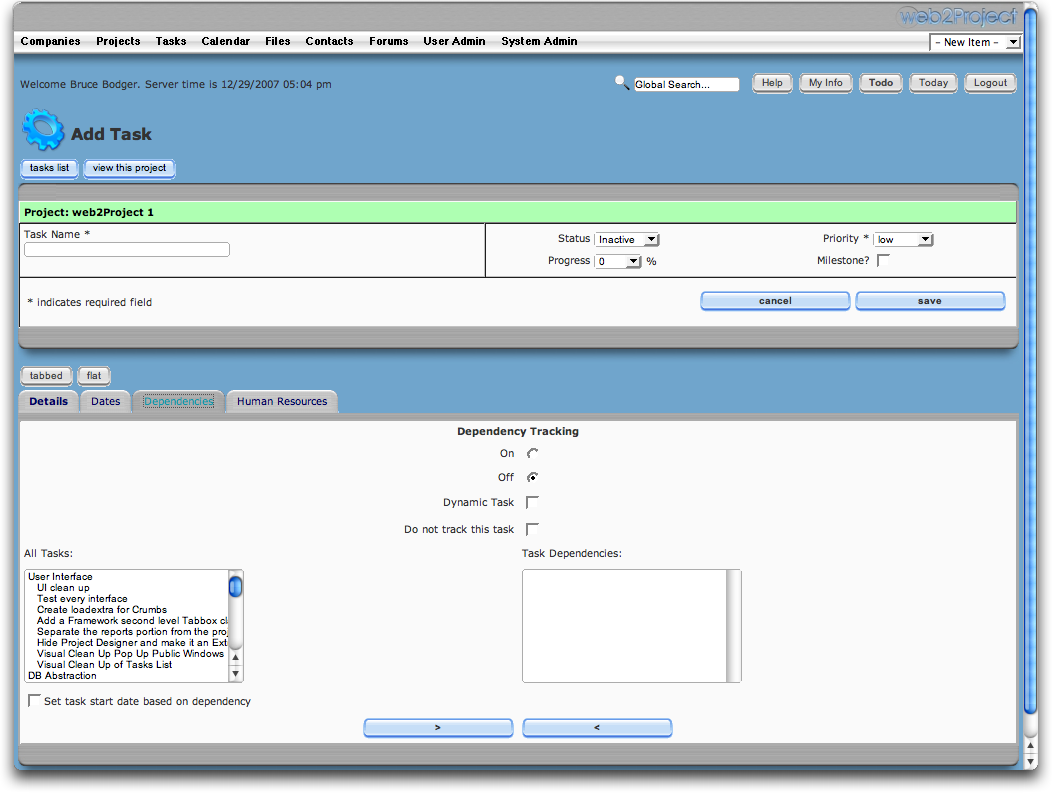 web2Project
Companies Projects Tasks Calendar Files Contacts Forums User Admin System Admin
- New Item -
Welcome Bruce Bodger. Server time is 12/29/2007 05:04 pm
Global Search... Help My Info Todo Today Logout
Add Task
tasks list view this project
Project: web2Project 1
Task Name *
Status Inactive Priority * low
Progress 0 % Milestone?
* indicates required field
cancel save
tabbed flat
Details Dates Dependencies Human Resources
Dependency Tracking
On
Off
Dynamic Task
Do not track this task
All Tasks: Task Dependencies:
User Interface
UI clean up
Test every interface
Create loadextra for Crumbs
Add a Framework second level Tabbox cl
Separate the reports portion from the proj
Hide Project Designer and make it an Ext
Visual Clean Up Pop Up Public Windows
Visual Clean Up of Tasks List
DB Abstraction
Set task start date based on dependency
> <